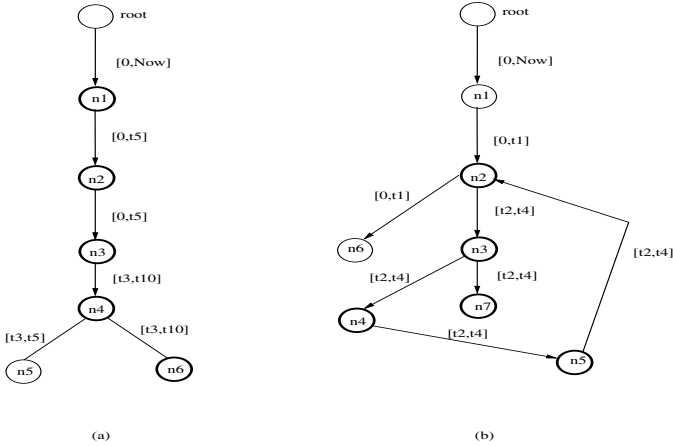 root
[0,Now]
n1
[0,t5]
n2
[0,t5]
n3
[t3,t10]
n4
[t3,t5]
[t3,t10]
n5
n6
(a)
root
[0,Now]
n1
[0,t1]
n2
[0,t1]
[t2,t4]
n6
n3
[t2,t4]
[t2,t4]
[t2,t4]
n7
n4
[t2,t4]
n5
(b)